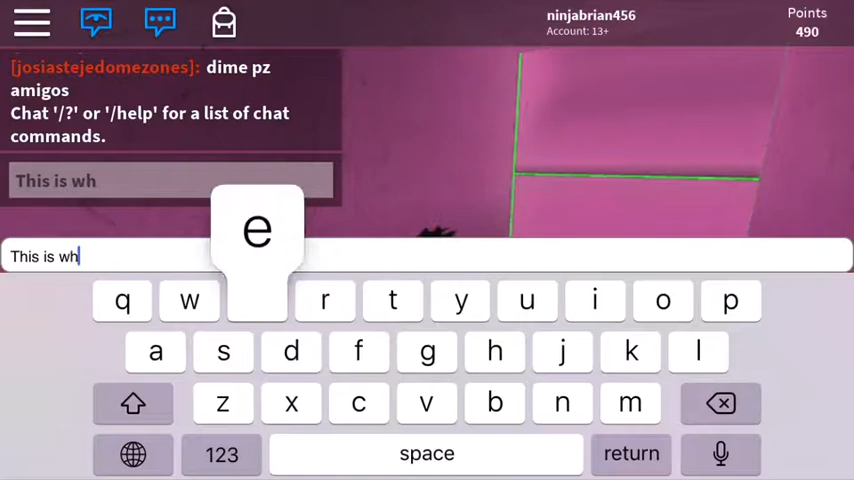 ninjabrian456
Account: 13+
Points
490
[josiastejedomezones]: dime pz
amigos
Chat '/?' or '/help' for a list of chat
commands.
This is wh
e
This is wh
q w r t y u i o p
a s d f g h j k l
z x c v b n m
123 space return